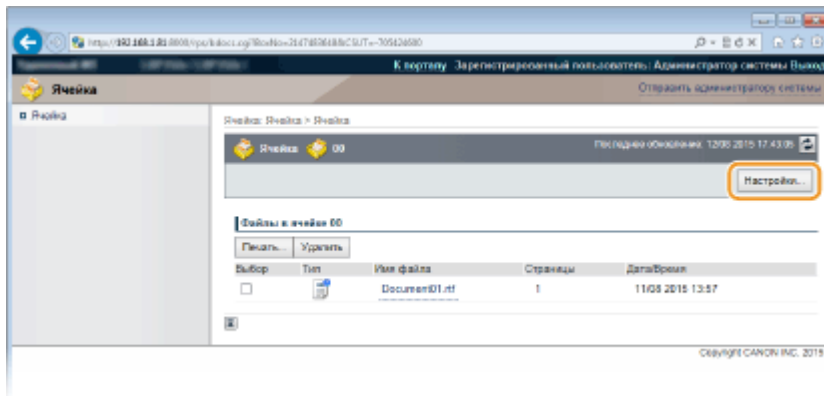 К порталу Зарегистрированный пользователь: Администратор системы Выход
Ячейка
Отправить администратору системы
Ячейка
Ячейка: Ячейка > Ячейка
Ячейка 00
Последнее обновление: 12/08 2015 17:43:05
Настройки...
Файлы в ячейке 00
Печать... Удалить
Выбор Тип Имя файла Страницы Дата/Время
Document01.rtf 1 11/08 2015 13:57
Copyright CANON INC. 2015